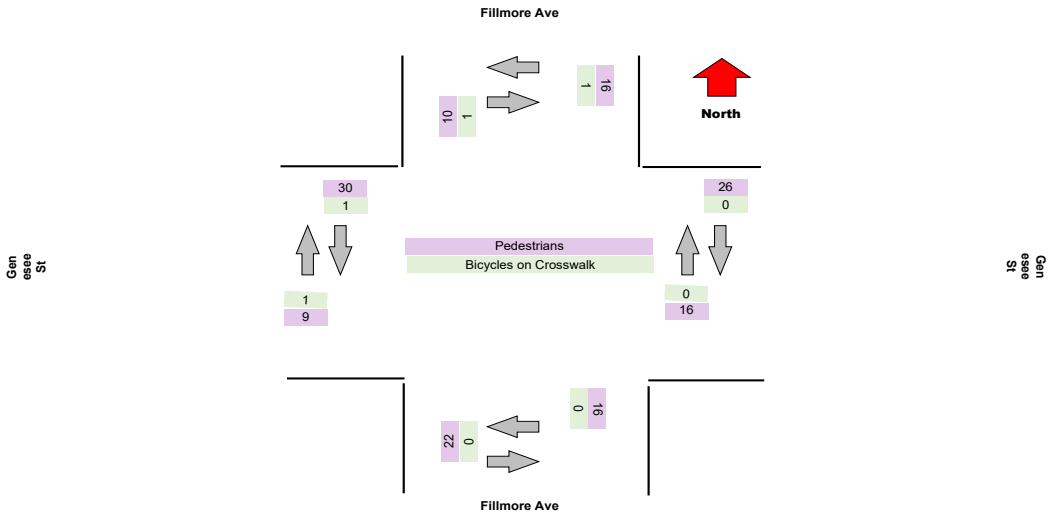 Fillmore Ave
1
16
10
1
North
30
1
26
0
Pedestrians
Bicycles on Crosswalk
Gen
esee
St
Gen
esee
St
1
9
0
16
0
16
22
0
Fillmore Ave